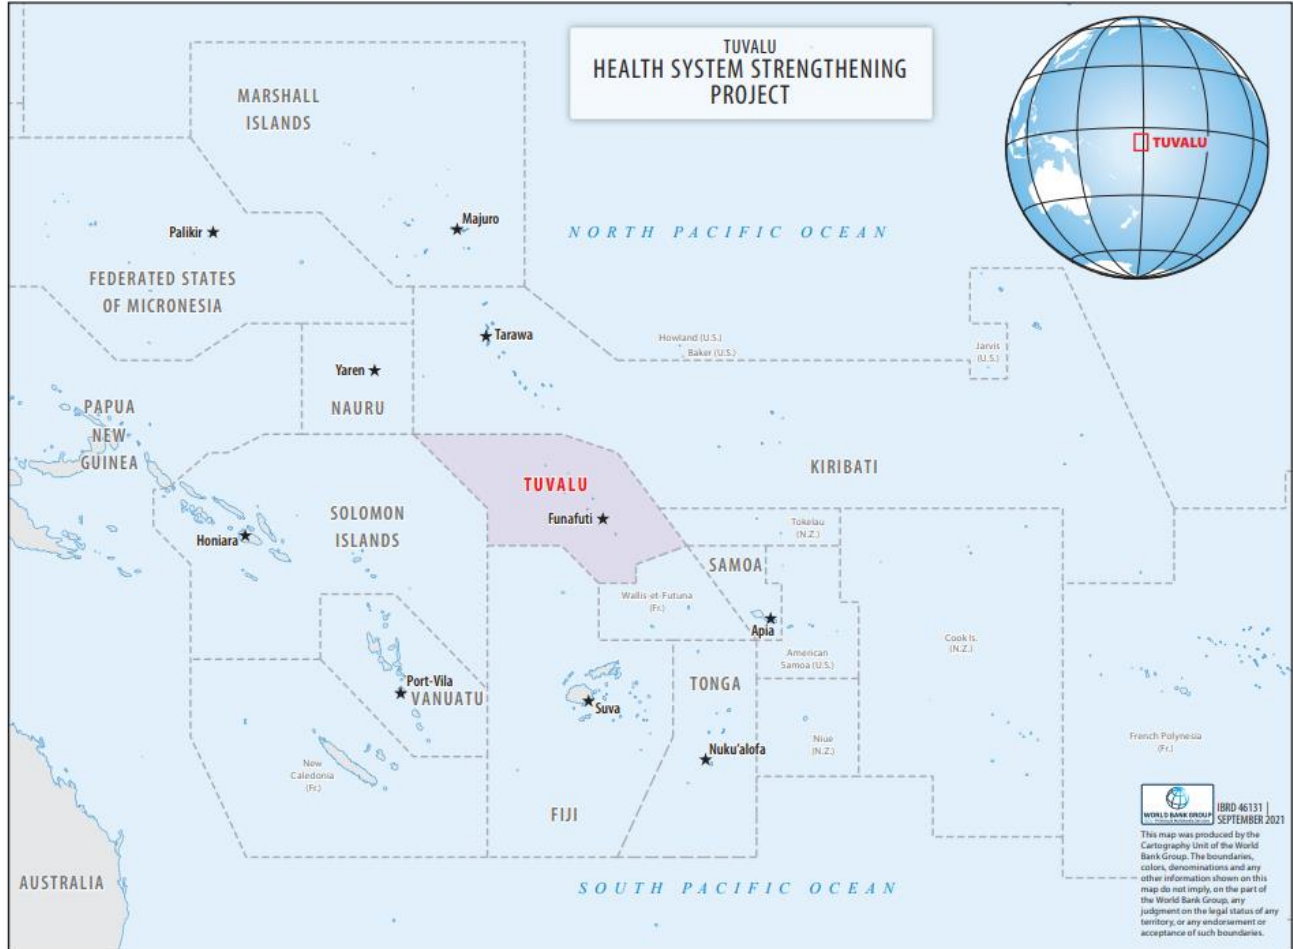 TUVALU
HEALTH SYSTEM STRENGTHENING
PROJECT
TUVALU
MARSHALL
ISLANDS
Majuro
Palikir
NORTH PACIFIC OCEAN
FEDERATED STATES
OF MICRONESIA
Tarawa
Howland (U.S.)
Baker (U.S.)
Jarvis
(U.S.)
Yaren
NAURU
PAPUA
NEW
GUINEA
KIRIBATI
TUVALU
Funafuti
SOLOMON
ISLANDS
Honiara
Tokelau
(N.Z.)
SAMOA
Wallis-et-Futuna
(Fr.)
Apia
American
Samoa (U.S.)
Cook Is.
(N.Z.)
Port-Vila
VANUATU
TONGA
Suva
Nuku'alofa
Niue
(N.Z.)
French Polynesia
(Fr.)
New
Caledonia
(Fr.)
FIJI
AUSTRALIA
SOUTH PACIFIC OCEAN
WORLD BANK GROUP
IBRD 46131 |
SEPTEMBER 2021
This map was produced by the
Cartography Unit of the World
Bank Group. The boundaries,
colors, denominations and any
other information shown on this
map do not imply, on the part of
the World Bank Group, any
judgment on the legal status of any
territory, or any endorsement or
acceptance of such boundaries.